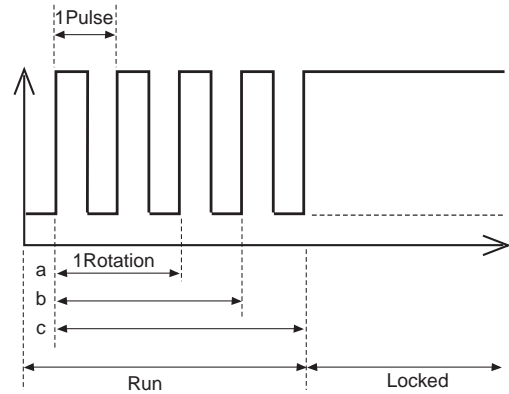 1Pulse
a 1Rotation
b
c
Run Locked